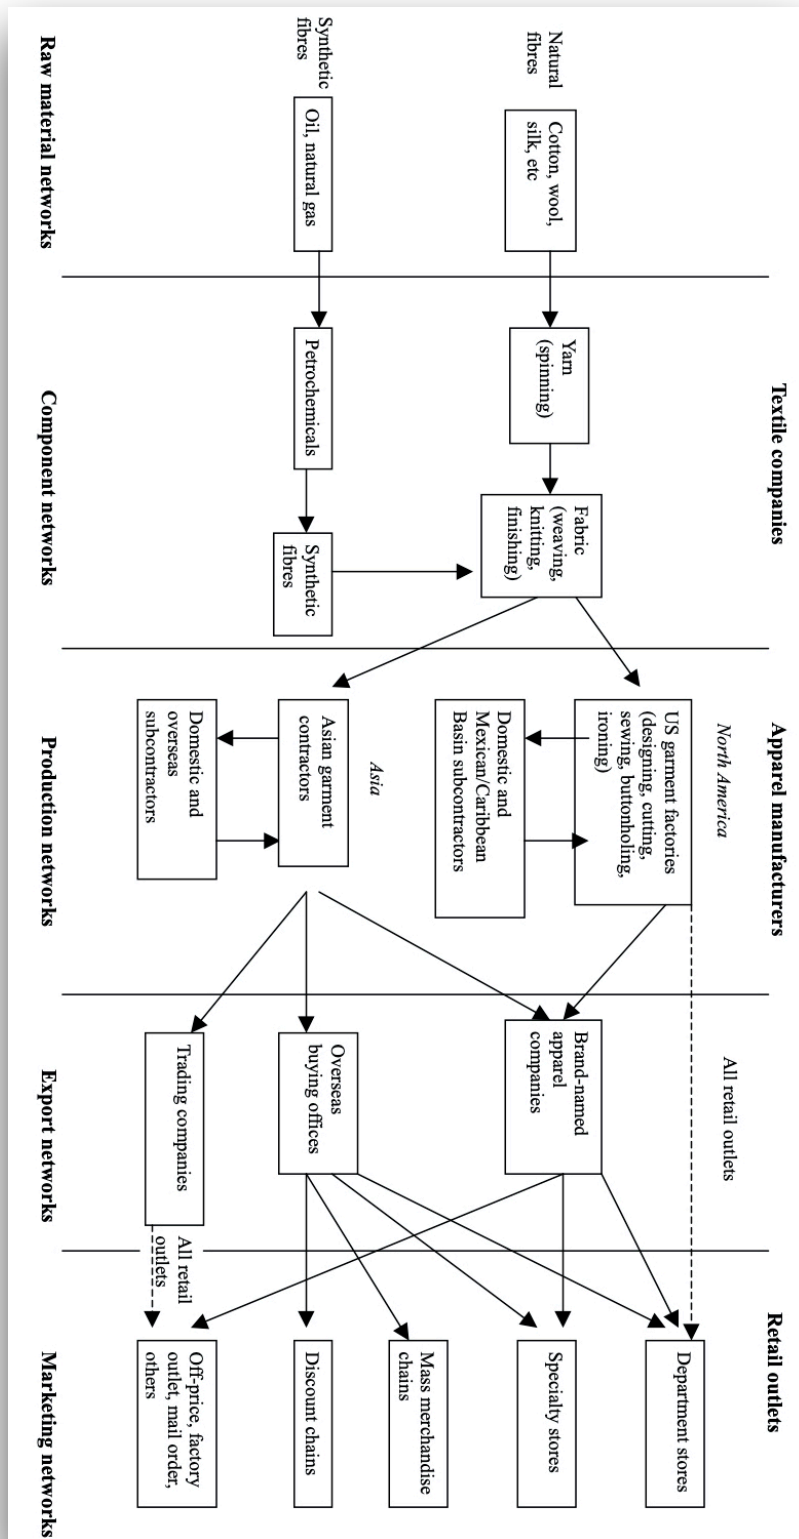 Textile companies
Apparel manufacturers
Retail outlets
North America
All retail outlets
Natural
fibres
Cotton, wool,
silk, etc
Yarn
(spinning)
Fabric
(weaving,
knitting,
finishing)
US garment factories
(designing, cutting,
sewing, buttonholing,
ironing)
Domestic and
Mexican/Caribbean
Basin subcontractors
Brand-named
apparel
companies
Department stores
Specialty stores
Mass merchandise
chains
Synthetic
fibres
Oil, natural gas
Petrochemicals
Synthetic
fibres
Asia
Asian garment
contractors
Domestic and
overseas
subcontractors
Overseas
buying offices
Trading companies
All retail
outlets
Discount chains
Off-price, factory
outlet, mail order,
others
Raw material networks
Component networks
Production networks
Export networks
Marketing networks